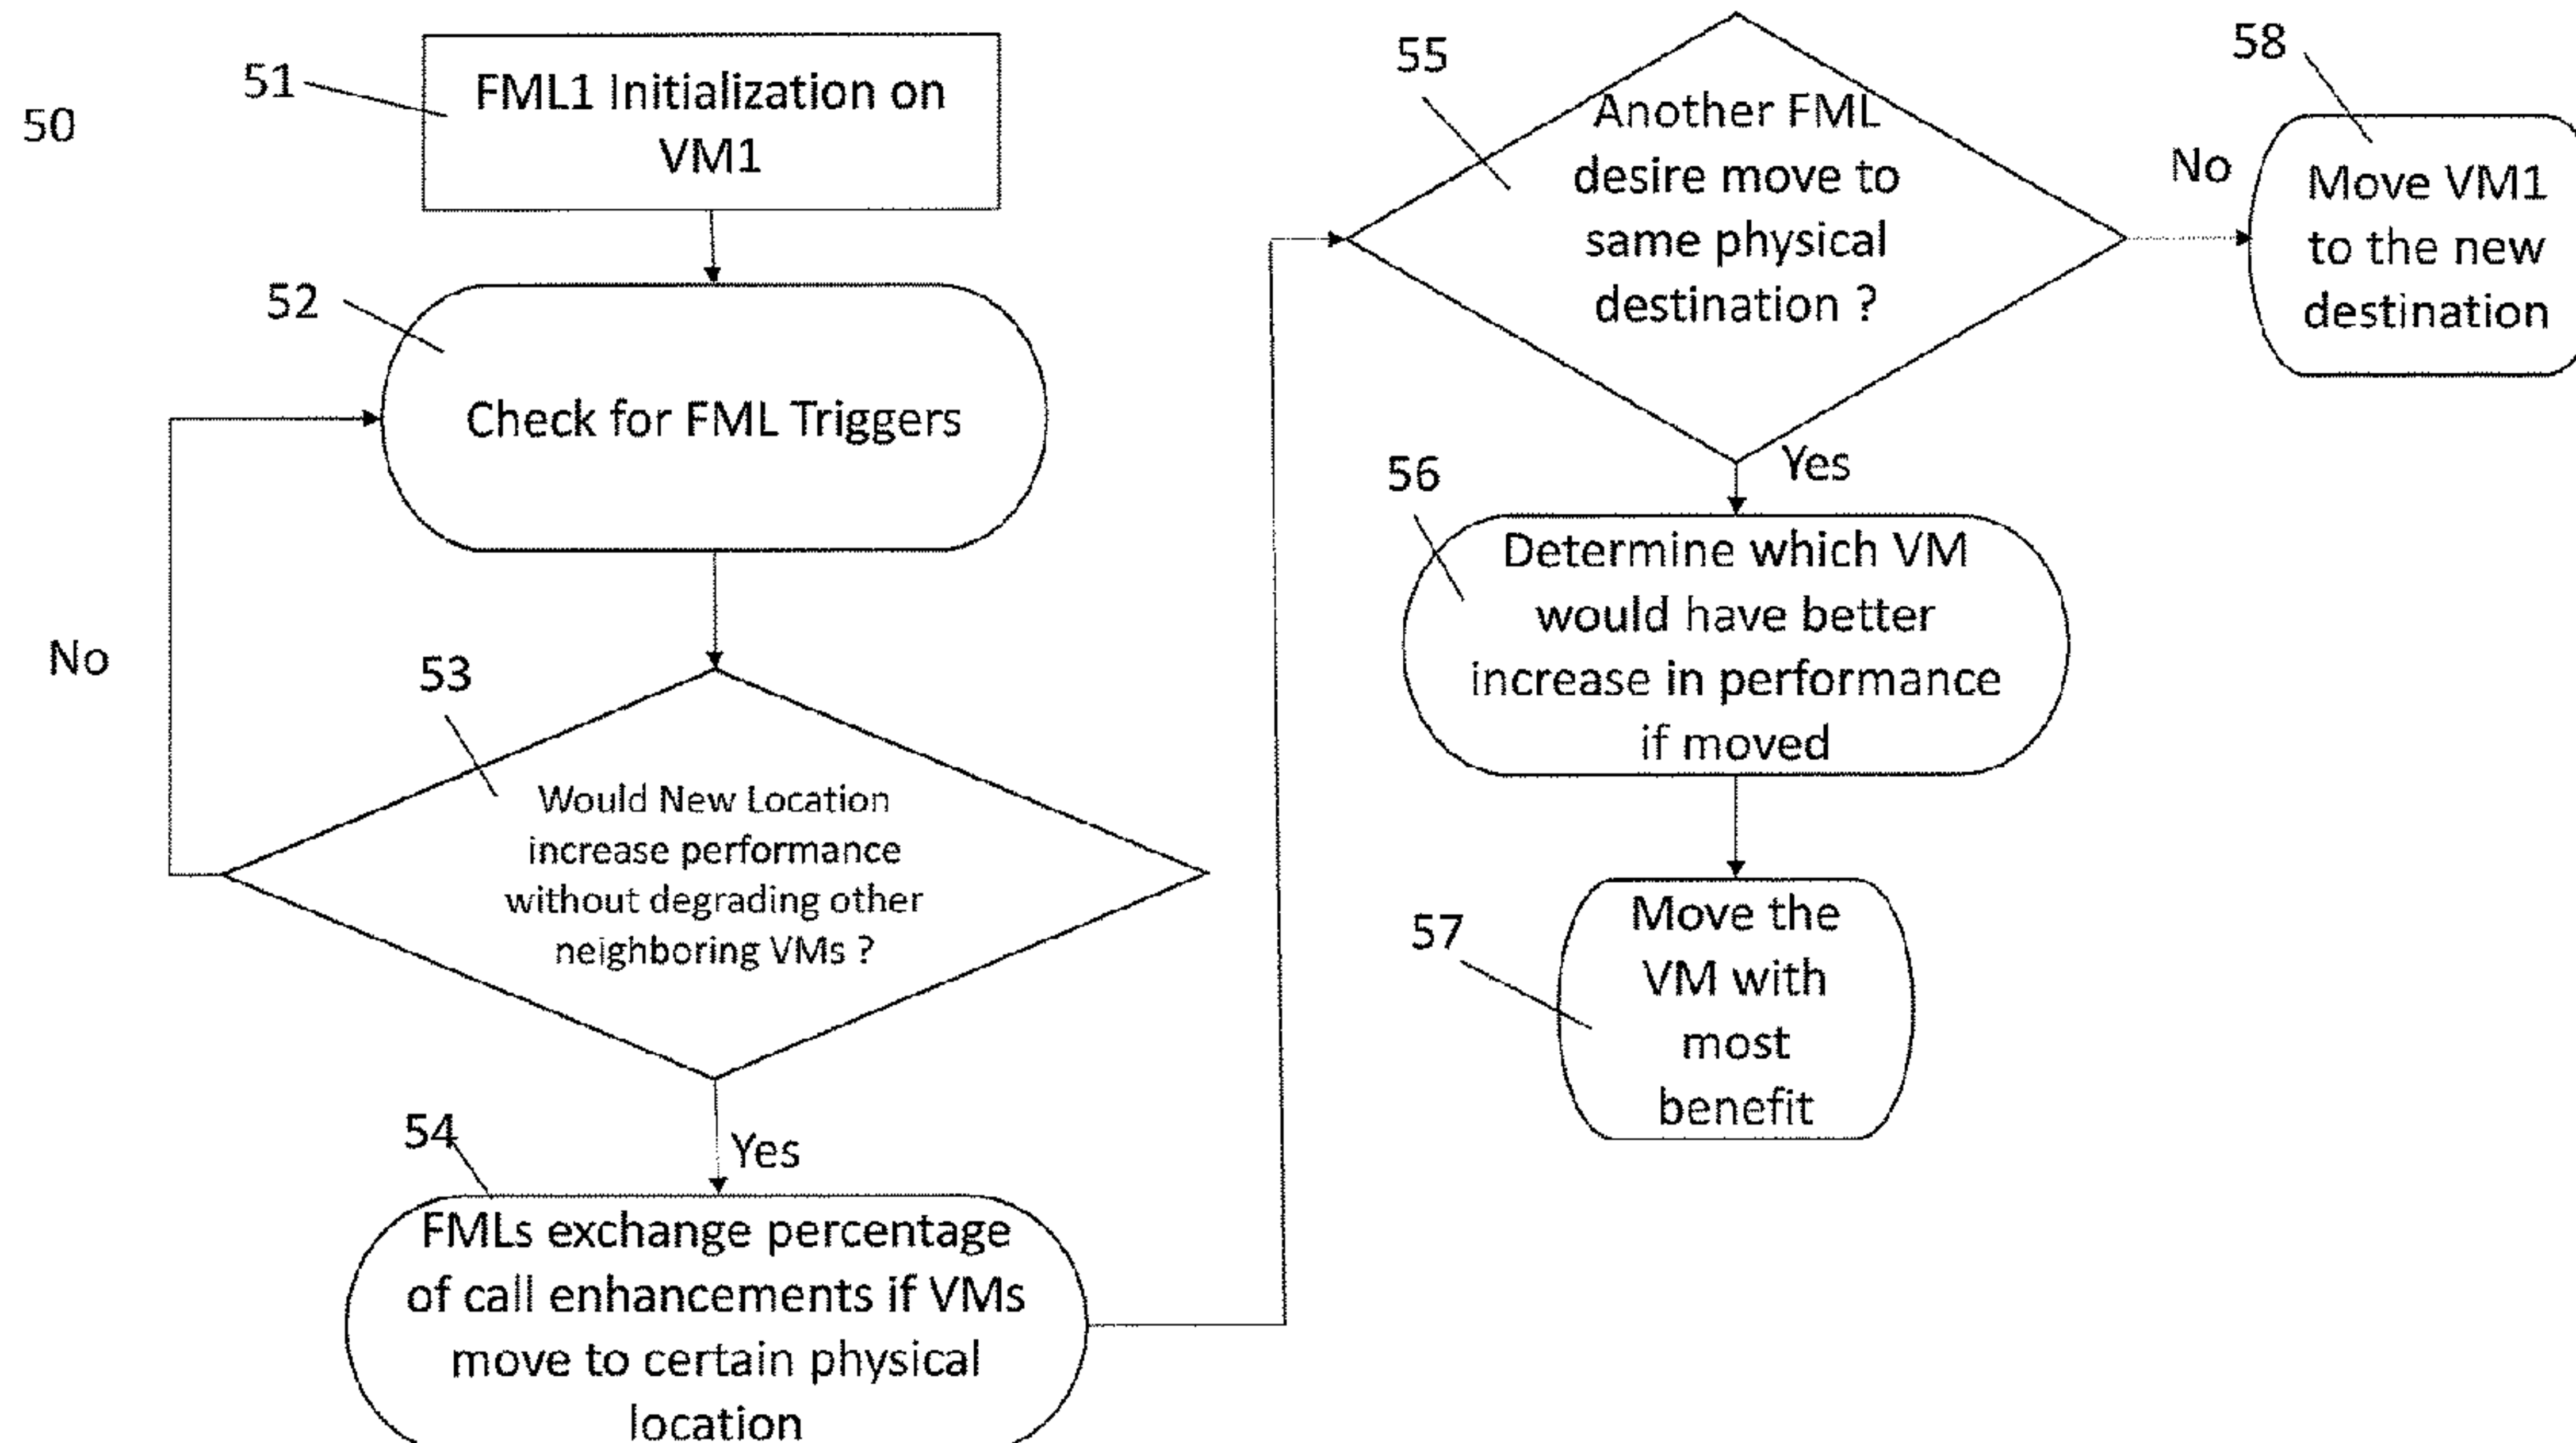 50
51
FML1 Initialization on
VM1
52
Check for FML Triggers
No
53
Would New Location
increase performance
without degrading other
neighboring VMs ?
Yes
54
FMLs exchange percentage
of call enhancements if VMs
move to certain physical
location
55
Another FML
desire move to
same physical
destination ?
No
58
Move VM1
to the new
destination
Yes
56
Determine which VM
would have better
increase in performance
if moved
57
Move the
VM with
most
benefit